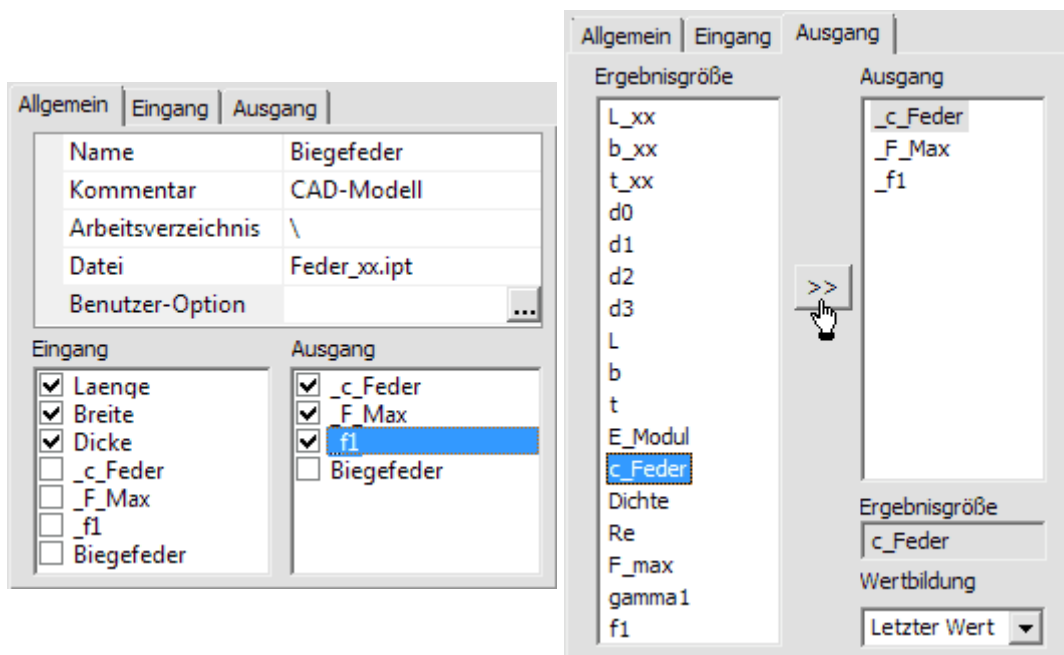 Allgemein Eingang Ausgang
Name Biegefeder
Kommentar CAD-Modell
Arbeitsverzeichnis \
Datei Feder_xx.ipt
Benutzer-Option ...
Eingang Ausgang
Laenge _c_Feder
Breite _F_Max
Dicke _f1
_c_Feder Biegefeder
_F_Max
_f1
Biegefeder
Allgemein Eingang Ausgang
Ergebnisgröße Ausgang
L_xx _c_Feder
b_xx _F_Max
t_xx _f1
d0
d1
d2
>>
d3
L
b
t
E_Modul
c_Feder
Dichte
Re
F_max
gamma1
f1
Ergebnisgröße
c_Feder
Wertbildung
Letzter Wert